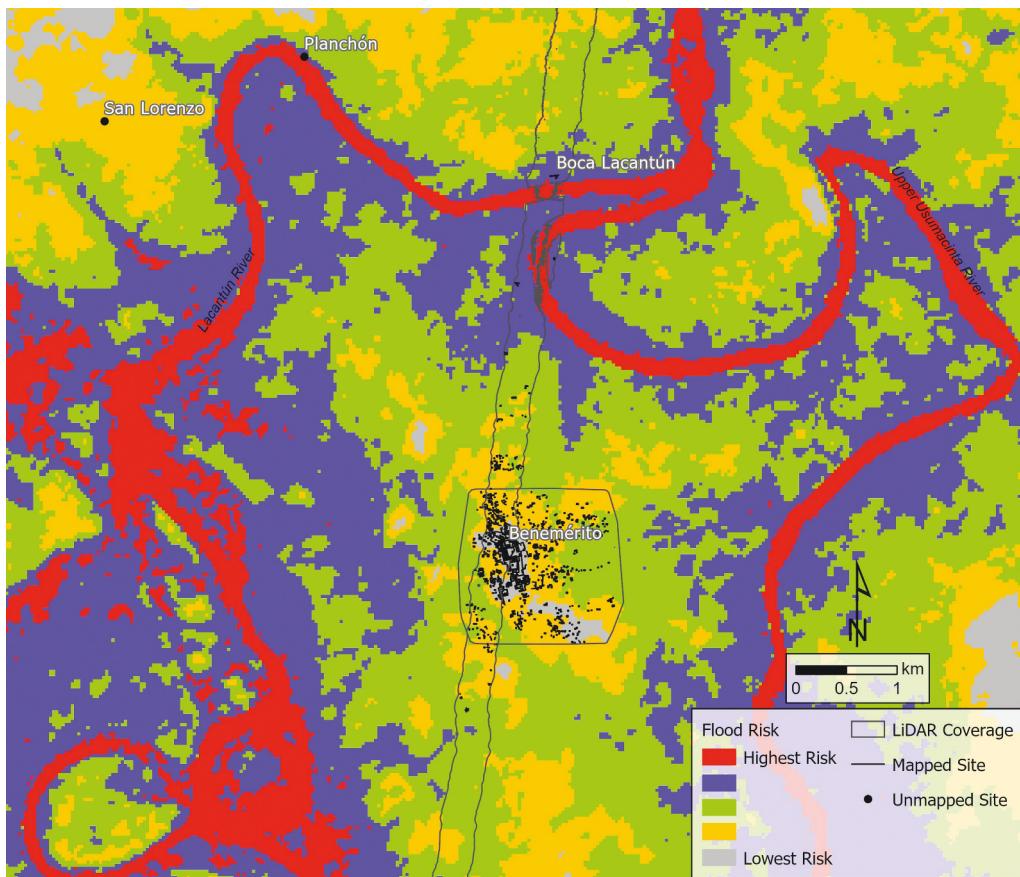 Planchón
San Lorenzo
Boca Lacantún
Upper Usumacinta River
Lacantún River
Benemérito
N
km
0 0.5 1
Flood Risk
Highest Risk
Lowest Risk
LiDAR Coverage
Mapped Site
Unmapped Site